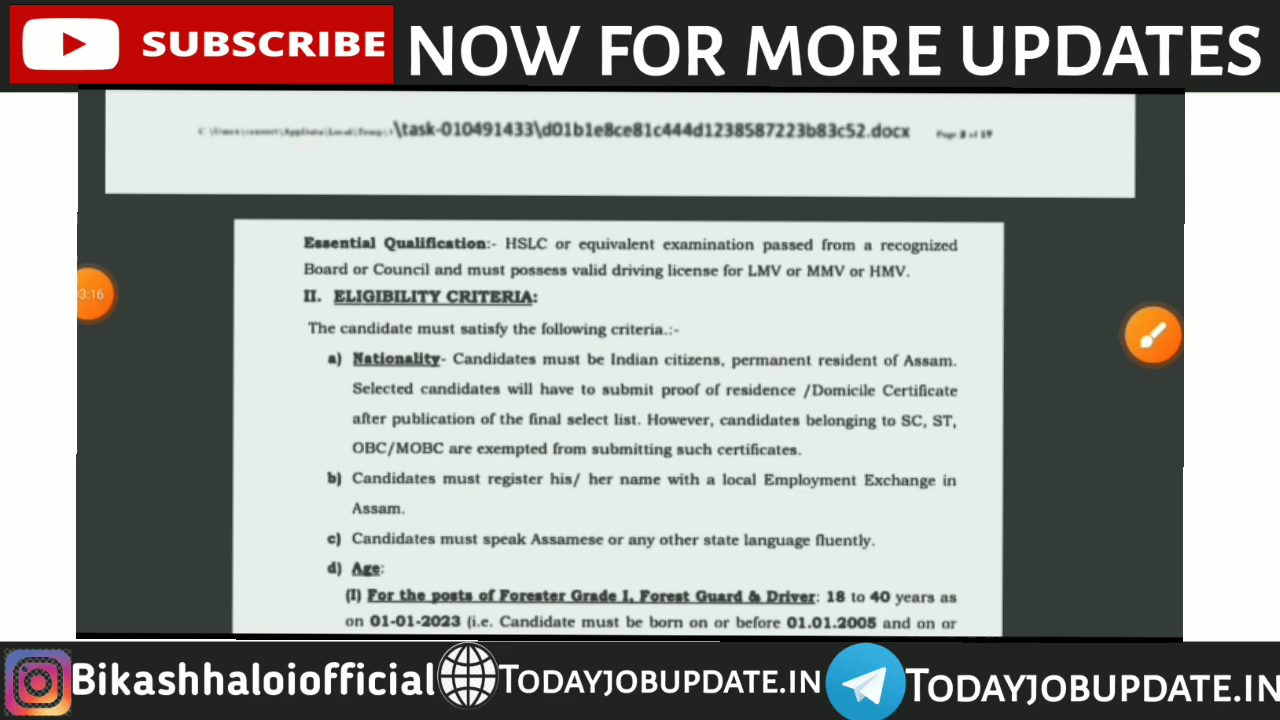 SUBSCRIBE NOW FOR MORE UPDATES
\task-010491433\d01b1e8ce81c444d1238587223b83c52.docx
Essential Qualification:- HSLC or equivalent examination passed from a recognized
Board or Council and must possess valid driving license for LMV or MMV or HMV.
II. ELIGIBILITY CRITERIA:
The candidate must satisfy the following criteria.:-
a) Nationality- Candidates must be Indian citizens, permanent resident of Assam.
Selected candidates will have to submit proof of residence /Domicile Certificate
after publication of the final select list. However, candidates belonging to SC, ST,
OBC/MOBC are exempted from submitting such certificates.
b) Candidates must register his/ her name with a local Employment Exchange in
Assam.
c) Candidates must speak Assamese or any other state language fluently.
d) Age:
(I) For the posts of Forester Grade I, Forest Guard & Driver: 18 to 40 years as
on 01-01-2023 (i.e. Candidate must be born on or before 01.01.2005 and on or
03:16
Bikashhaloiofficial TODAYJOBUPDATE.IN TODAYJOBUPDATE.IN